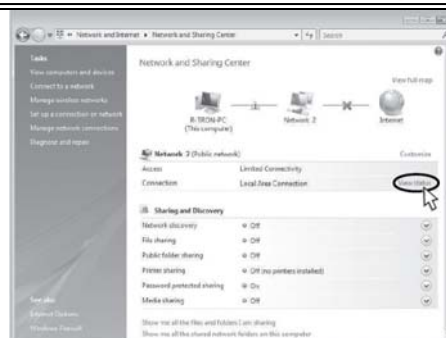 Network and Internet ▸ Network and Sharing Center
Search
Tasks
View computers and devices
Connect to a network
Manage wireless networks
Set up a connection or network
Manage network connections
Diagnose and repair
Network and Sharing Center
View full map
R-TRON-PC
(This computer)
Network 2
Internet
Network 2 (Public network)
Customize
Access
Limited Connectivity
Connection
Local Area Connection
View status
Sharing and Discovery
Network discovery
Off
File sharing
Off
Public folder sharing
Off
Printer sharing
Off (no printers installed)
Password protected sharing
On
Media sharing
Off
Show me all the files and folders I am sharing
Show me all the shared network folders on this computer
See also
Internet Options
Windows Firewall